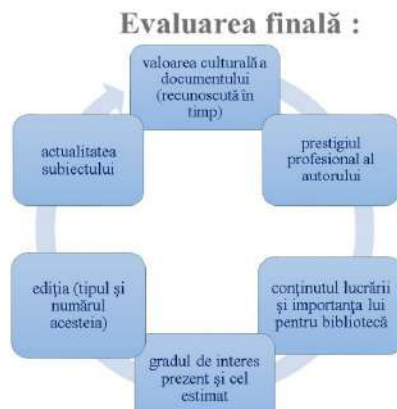 Evaluarea finală :
valoarea culturală a
documentului
(recunoscută în
timp)
prestigiul
profesional al
autorului
conținutul lucrării
și importanța lui
pentru bibliotecă
gradul de interes
prezent și cel
estimat
ediția (tipul și
numărul
acesteia)
actualitatea
subiectului